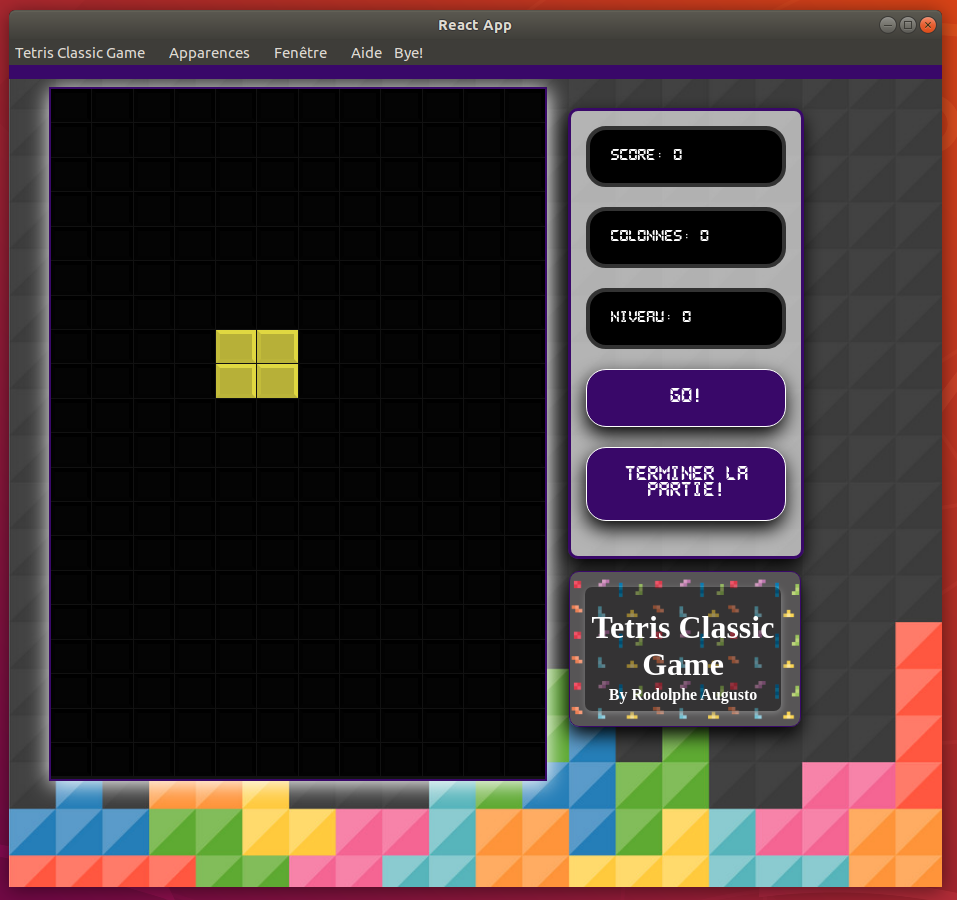 React App
Tetris Classic Game Apparences Fenêtre Aide Bye!
SCORE: 0
COLONNES: 0
NIVEAU: 0
GO!
TERMINER LA
PARTIE!
Tetris Classic
Game
By Rodolphe Augusto